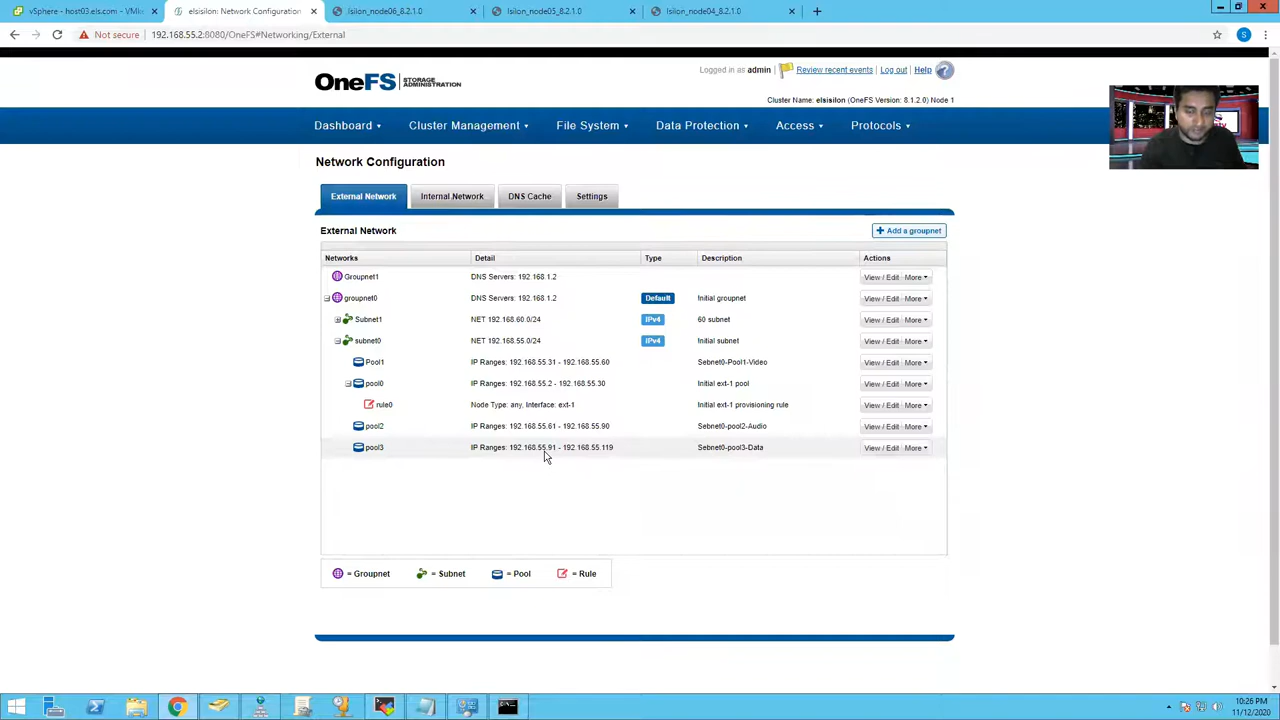 vSphere - host03.els.com - VMw
elsisilon: Network Configuration
Isilon_node06_8.2.1.0
Isilon_node05_8.2.1.0
Isilon_node04_8.2.1.0
Not secure
192.168.55.2:8080/OneFS#Networking/External
S
OneFS
STORAGE
ADMINISTRATION
Logged in as admin
Review recent events
Log out
Help
?
Cluster Name: elsisilon (OneFS Version: 8.1.2.0) Node 1
Dashboard
Cluster Management
File System
Data Protection
Access
Protocols
Network Configuration
External Network
Internal Network
DNS Cache
Settings
External Network
+ Add a groupnet
Networks Detail Type Description Actions
Groupnet1 DNS Servers: 192.168.1.2 View / Edit More
groupnet0 DNS Servers: 192.168.1.2 Default Initial groupnet View / Edit More
Subnet1 NET 192.168.60.0/24 IPv4 60 subnet View / Edit More
subnet0 NET 192.168.55.0/24 IPv4 Initial subnet View / Edit More
Pool1 IP Ranges: 192.168.55.31 - 192.168.55.60 Sebnet0-Pool1-Video View / Edit More
pool0 IP Ranges: 192.168.55.2 - 192.168.55.30 Initial ext-1 pool View / Edit More
rule0 Node Type: any, Interface: ext-1 Initial ext-1 provisioning rule View / Edit More
pool2 IP Ranges: 192.168.55.61 - 192.168.55.90 Sebnet0-pool2-Audio View / Edit More
pool3 IP Ranges: 192.168.55.91 - 192.168.55.119 Sebnet0-pool3-Data View / Edit More
= Groupnet = Subnet = Pool = Rule
10:26 PM
11/12/2020